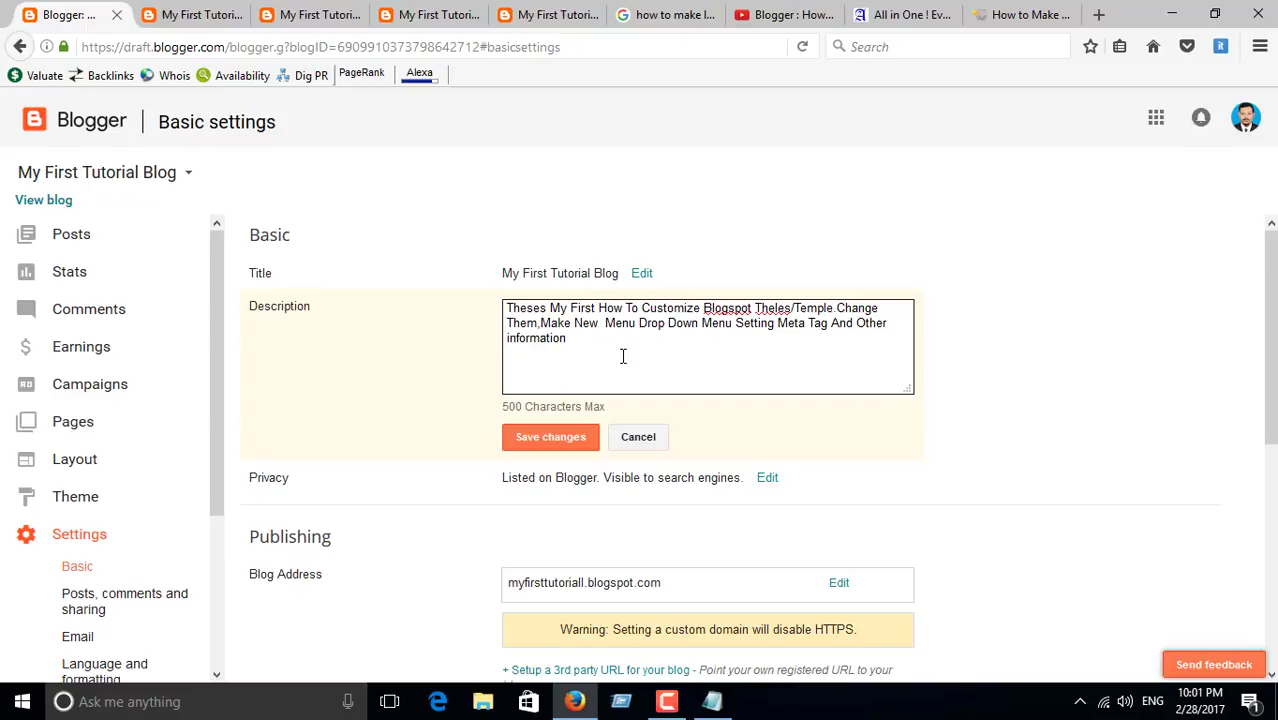 Blogger: ...
My First Tutori...
My First Tutori...
My First Tutori...
My First Tutori...
how to make l...
Blogger : How...
All in One ! Ev...
How to Make ...
https://draft.blogger.com/blogger.g?blogID=6909910373798642712#basicsettings
Search
Valuate
Backlinks
Whois
Availability
Dig PR
PageRank
Alexa
Blogger
Basic settings
My First Tutorial Blog
View blog
Posts
Stats
Comments
Earnings
Campaigns
Pages
Layout
Theme
Settings
Basic
Posts, comments and
sharing
Email
Language and
formatting
Basic
Title
My First Tutorial Blog Edit
Description
Theses My First How To Customize Blogspot Theles/Temple.Change
Them,Make New  Menu Drop Down Menu Setting Meta Tag And Other
information
500 Characters Max
Save changes
Cancel
Privacy
Listed on Blogger. Visible to search engines. Edit
Publishing
Blog Address
myfirsttutoriall.blogspot.com
Edit
Warning: Setting a custom domain will disable HTTPS.
+ Setup a 3rd party URL for your blog - Point your own registered URL to your
Send feedback
Ask me anything
ENG
10:01 PM
2/28/2017